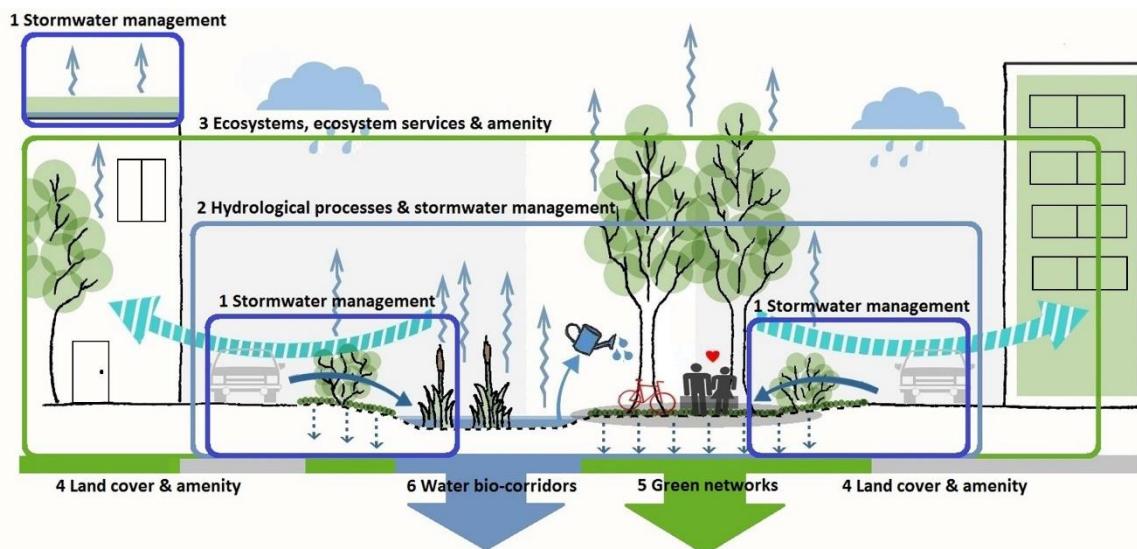 1 Stormwater management
3 Ecosystems, ecosystem services & amenity
2 Hydrological processes & stormwater management
1 Stormwater management
1 Stormwater management
4 Land cover & amenity
6 Water bio-corridors
5 Green networks
4 Land cover & amenity